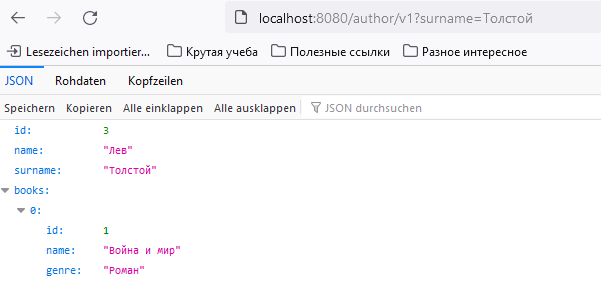 localhost:8080/author/v1?surname=Толстой
Lesezeichen importier... Крутая учеба Полезные ссылки Разное интересное
JSON Rohdaten Kopfzeilen
Speichern Kopieren Alle einklappen Alle ausklappen JSON durchsuchen
id: 3
name: "Лев"
surname: "Толстой"
books:
0:
id: 1
name: "Война и мир"
genre: "Роман"